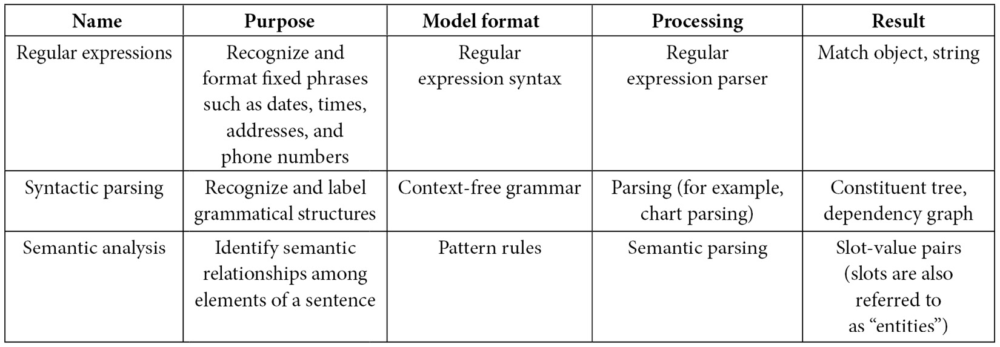 Name Purpose Model format Processing Result
Regular expressions Recognize and Regular Regular Match object, string
format fixed phrases expression syntax expression parser
such as dates, times,
addresses, and
phone numbers
Syntactic parsing Recognize and label Context-free grammar Parsing (for example, Constituent tree,
grammatical structures chart parsing) dependency graph
Semantic analysis Identify semantic Pattern rules Semantic parsing Slot-value pairs
relationships among (slots are also
elements of a sentence referred to
as “entities”)